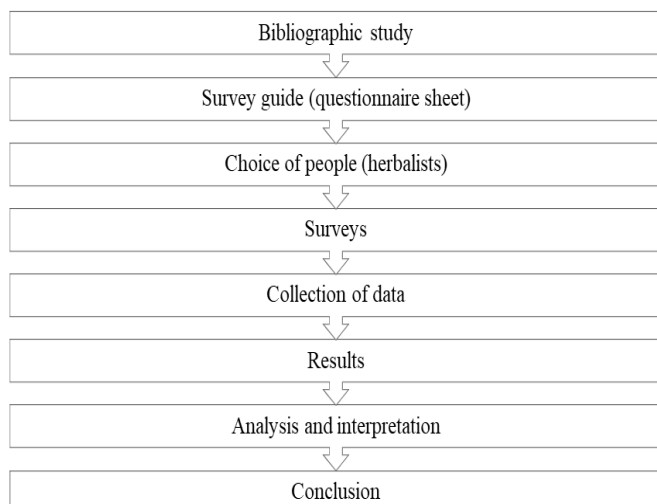 Bibliographic study
Survey guide (questionnaire sheet)
Choice of people (herbalists)
Surveys
Collection of data
Results
Analysis and interpretation
Conclusion